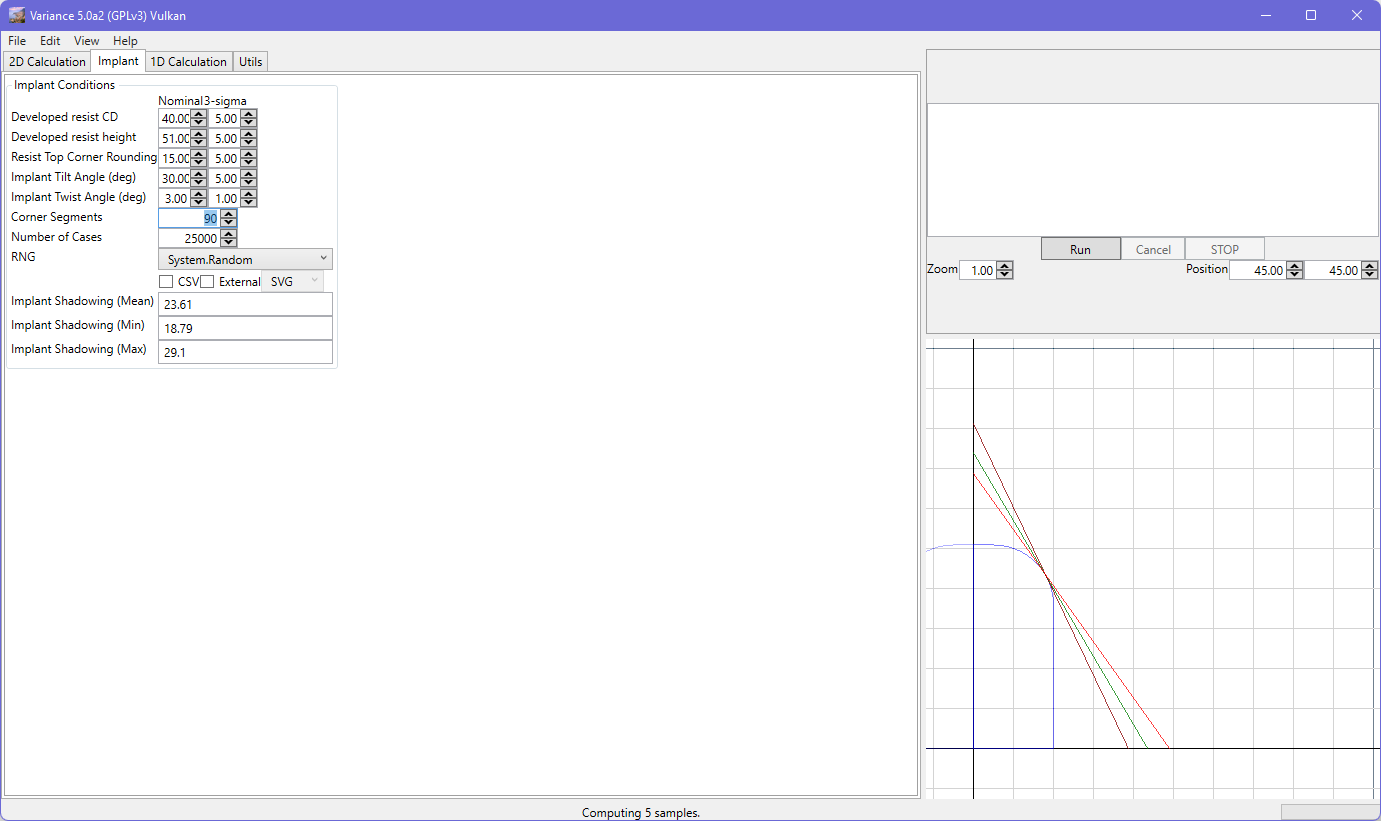 Variance 5.0a2 (GPLv3) Vulkan
File Edit View Help
2D Calculation Implant 1D Calculation Utils
Implant Conditions
Nominal 3-sigma
Developed resist CD 40.00 5.00
Developed resist height 51.00 5.00
Resist Top Corner Rounding 15.00 5.00
Implant Tilt Angle (deg) 30.00 5.00
Implant Twist Angle (deg) 3.00 1.00
Corner Segments 90
Number of Cases 25000
RNG System.Random
CSV External SVG
Implant Shadowing (Mean) 23.61
Implant Shadowing (Min) 18.79
Implant Shadowing (Max) 29.1
Run Cancel STOP
Zoom 1.00 Position 45.00 45.00
Computing 5 samples.